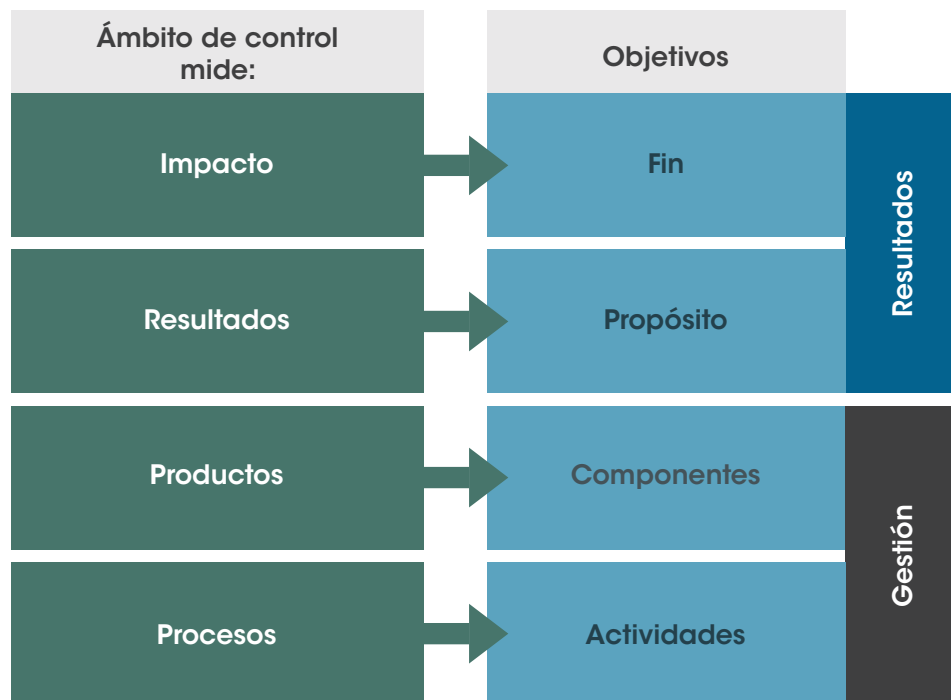 Ámbito de control
mide:
Objetivos
Impacto
Fin
Resultados
Resultados
Propósito
Productos
Componentes
Gestión
Procesos
Actividades